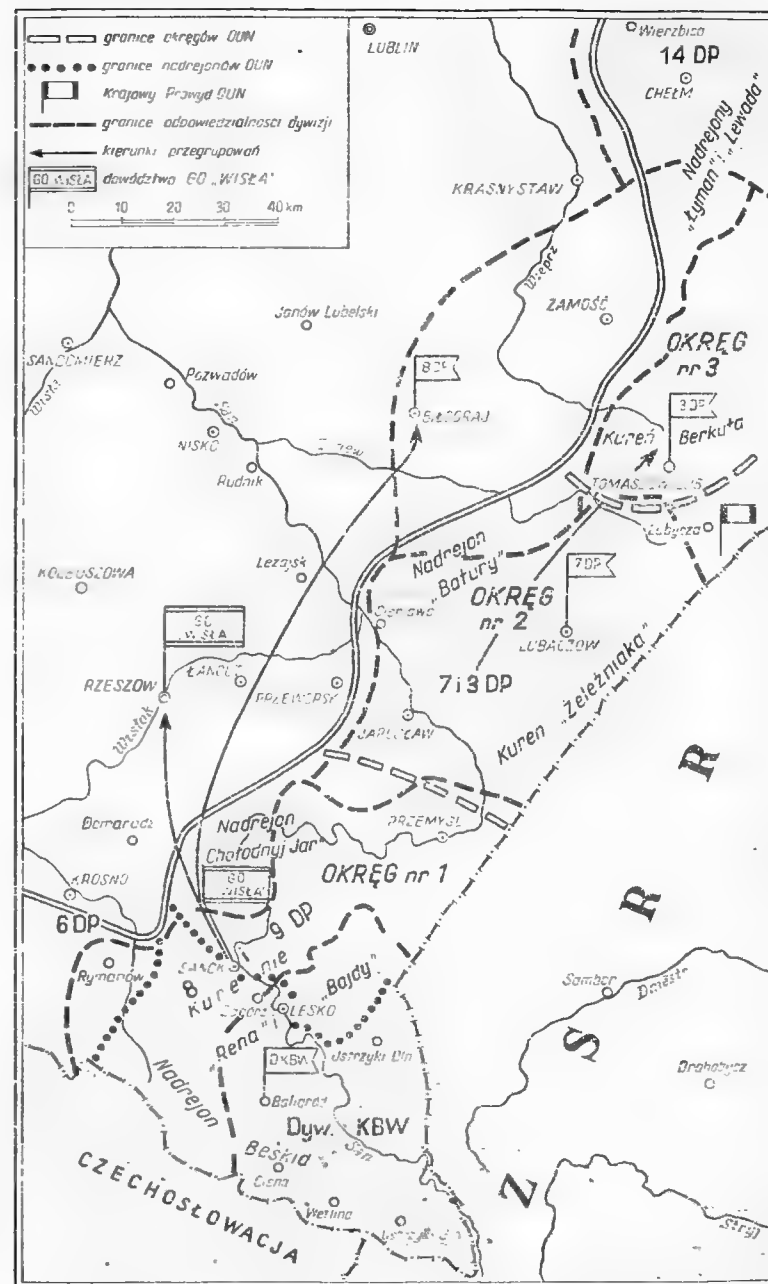 granice okręgów OUN
granice nadrejonów OUN
Krajowy Prowyd OUN
granice odpowiedzialności dywizji
kierunki przegrupowań
GO WISŁA
dowództwo GO „WISŁA"
0 10 20 30 40 km
LUBLIN
Wierzbica
14 DP
CHEŁM
Nadrejony
„Łyman" i „Lewada"
KRASNYSTAW
Wieprz
ZAMOŚĆ
Janów Lubelski
SANDOMIERZ
Wisła
Rozwadów
San
NISKO
Rudnik
8 DP
BIŁGORAJ
OKRĘG
nr 3
3 DP
Kureń
Berkuta
Lubycza
Leżajsk
KOLBUSZOWA
Nadrejon
„Batury"
OKRĘG
nr 2
7 DP
LUBACZÓW
7 i 3 DP
GO
WISŁA
RZESZÓW
ŁAŃCUT
PRZEWORSK
Wisłok
JAROSŁAW
Kureń „Żeleźniaka"
Domaradz
Nadrejon
Chołodnyj Jar"
PRZEMYŚL
KROSNO
GO
WISŁA
OKRĘG nr 1
6 DP
9 DP
Rymanów
SANOK
Kurenie
„Bajdy"
Zagórz
LESKO
„Rena"
Ustrzyki Dln
DKBW
Baligród
Dyw. KBW
Nadrejon
Beskid"
San
Cisna
Wetlina
CZECHOSŁOWACJA
Sambor
Dniestr
Drohobycz
Stryj
Z S R R